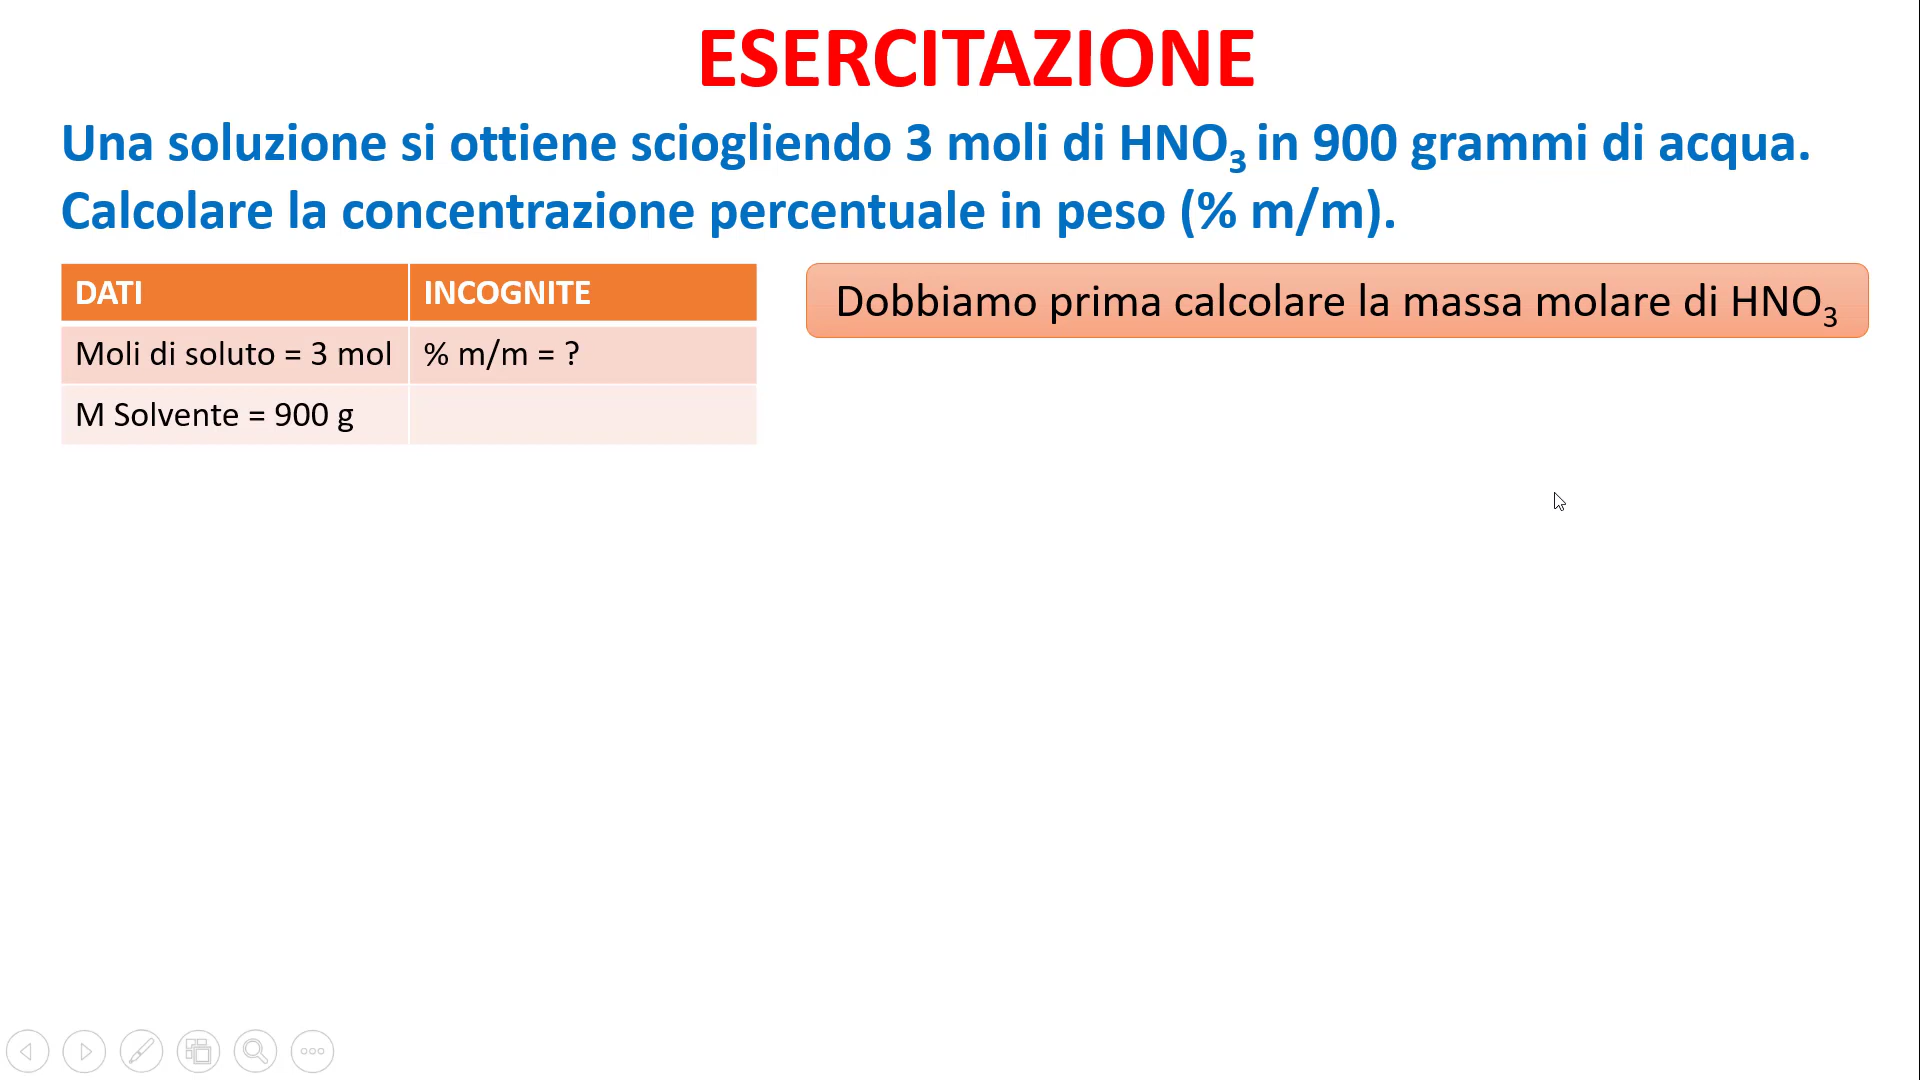 ESERCITAZIONE
Una soluzione si ottiene sciogliendo 3 moli di HNO₃ in 900 grammi di acqua.
Calcolare la concentrazione percentuale in peso (% m/m).
DATI INCOGNITE
Moli di soluto = 3 mol % m/m = ?
M Solvente = 900 g
Dobbiamo prima calcolare la massa molare di HNO₃